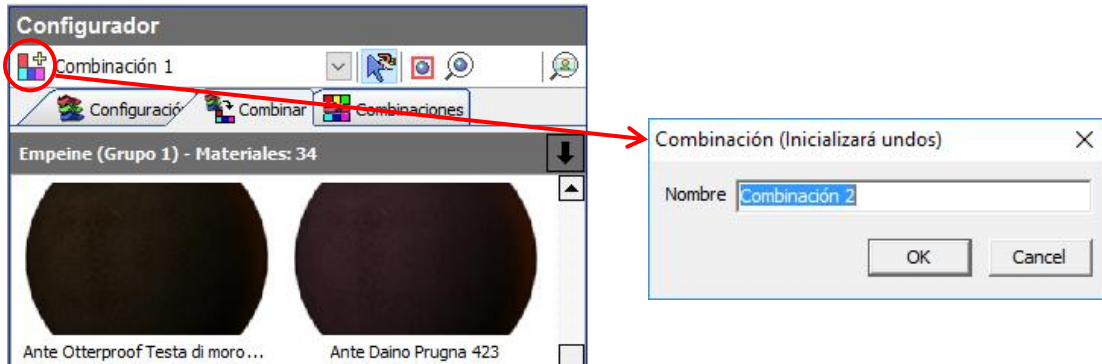 Configurador
Combinación 1
Configuració
Combinar
Combinaciones
Empeine (Grupo 1) - Materiales: 34
Ante Otterproof Testa di moro...
Ante Daino Prugna 423
Combinación (Inicializará undos)
Nombre Combinación 2
OK
Cancel